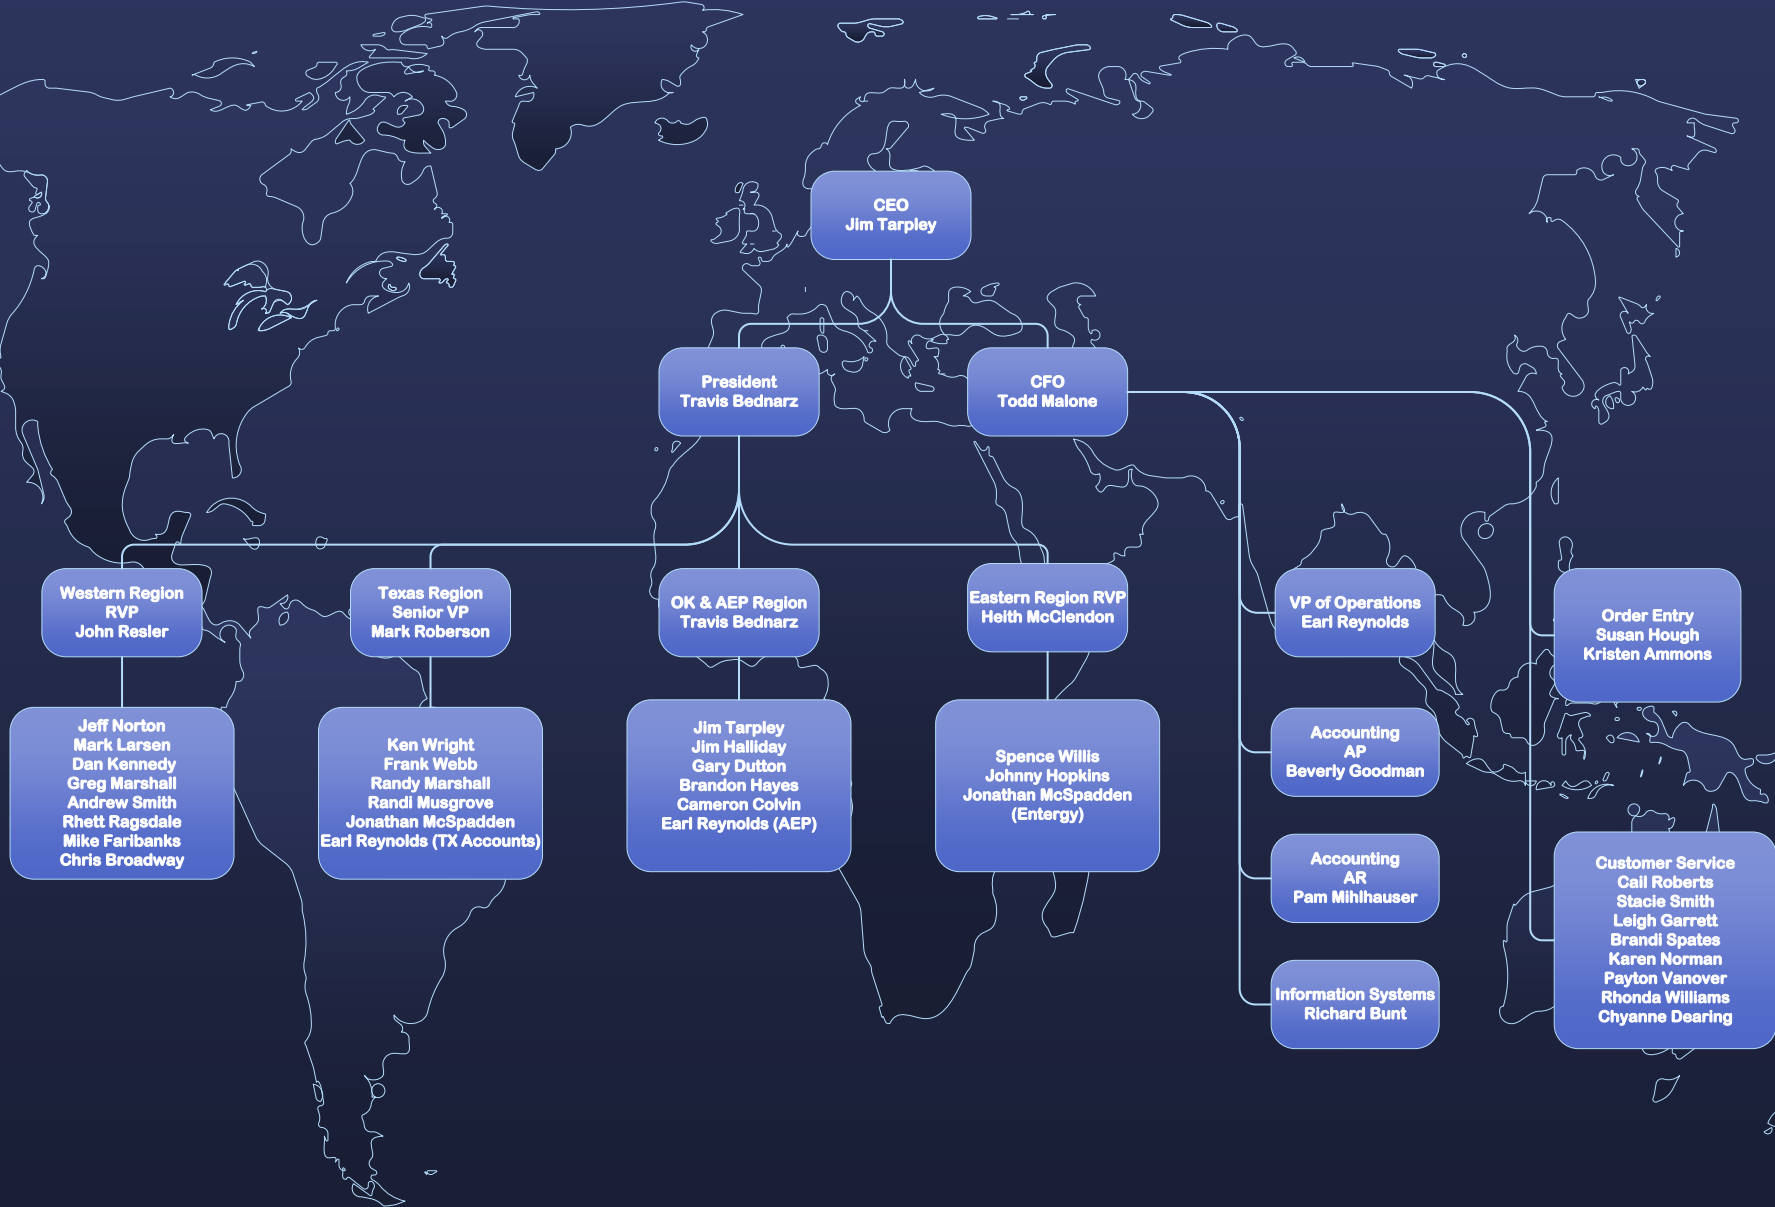 CEO
Jim Tarpley
President
Travis Bednarz
CFO
Todd Malone
Western Region
RVP
John Resler
Texas Region
Senior VP
Mark Roberson
OK & AEP Region
Travis Bednarz
Eastern Region RVP
Heith McClendon
VP of Operations
Earl Reynolds
Order Entry
Susan Hough
Kristen Ammons
Jeff Norton
Mark Larsen
Dan Kennedy
Greg Marshall
Andrew Smith
Rhett Ragsdale
Mike Faribanks
Chris Broadway
Ken Wright
Frank Webb
Randy Marshall
Randi Musgrove
Jonathan McSpadden
Earl Reynolds (TX Accounts)
Jim Tarpley
Jim Halliday
Gary Dutton
Brandon Hayes
Cameron Colvin
Earl Reynolds (AEP)
Spence Willis
Johnny Hopkins
Jonathan McSpadden
(Entergy)
Accounting
AP
Beverly Goodman
Accounting
AR
Pam Mihlhauser
Information Systems
Richard Bunt
Customer Service
Cail Roberts
Stacie Smith
Leigh Garrett
Brandi Spates
Karen Norman
Payton Vanover
Rhonda Williams
Chyanne Dearing